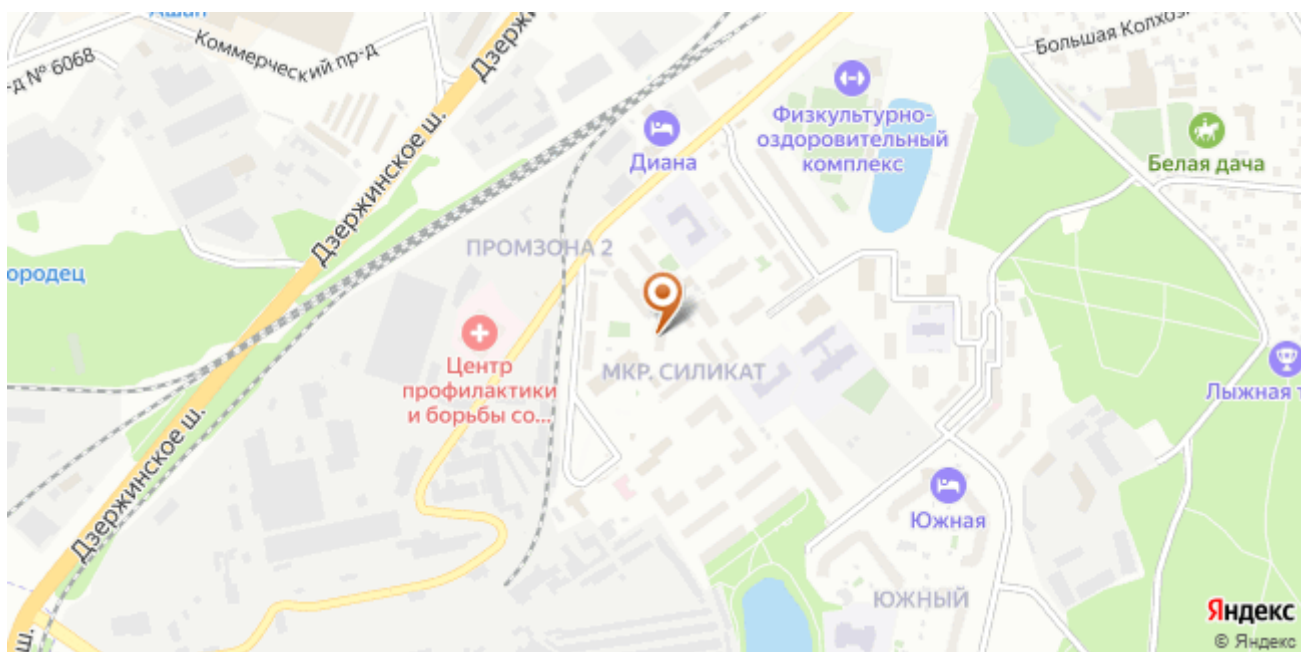 Ашан
Коммерческий пр-д
-д № 6068
Дзержинское ш.
Большая Колхоз
Физкультурно-
оздоровительный
комплекс
Диана
Белая дача
Дзержинское ш.
ПРОМЗОНА 2
ородец
Центр
профилактики
и борьбы со...
МКР. СИЛИКАТ
Лыжная т
Дзержинское ш.
Южная
ЮЖНЫЙ
ш.
Яндекс
© Яндекс